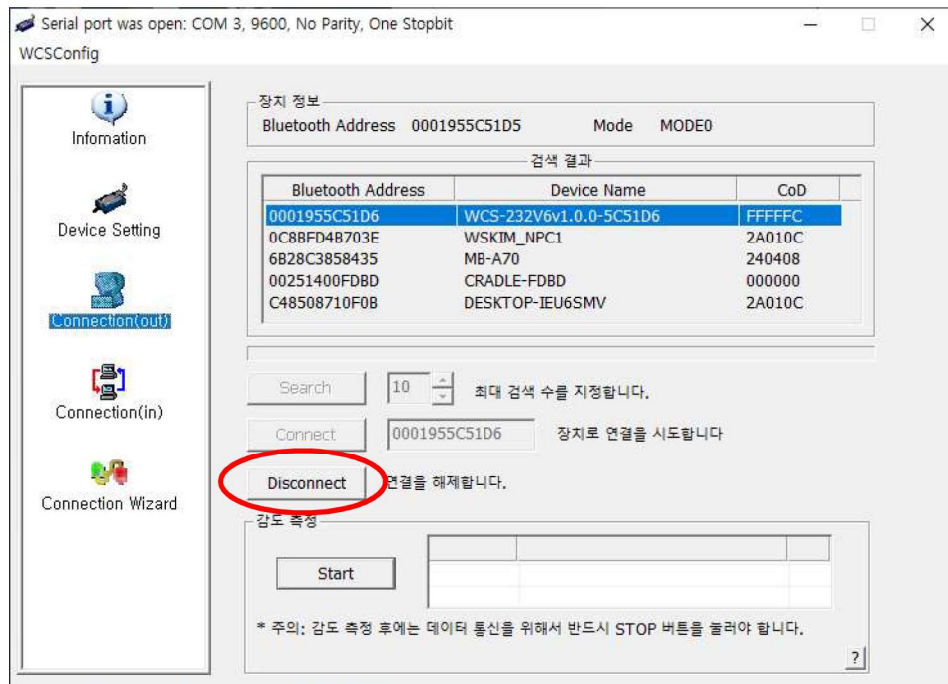 Serial port was open: COM 3, 9600, No Parity, One Stopbit
WCSConfig
Infomation
Device Setting
Connection(out)
Connection(in)
Connection Wizard
장치 정보
Bluetooth Address 0001955C51D5 Mode MODE0
검색 결과
Bluetooth Address Device Name CoD
0001955C51D6 WCS-232V6v1.0.0-5C51D6 FFFFFC
0C8BFD4B703E WSKIM_NPC1 2A010C
6B28C3858435 MB-A70 240408
00251400FDBD CRADLE-FDBD 000000
C48508710F0B DESKTOP-IEU6SMV 2A010C
Search 10 최대 검색 수를 지정합니다.
Connect 0001955C51D6 장치로 연결을 시도합니다
Disconnect 연결을 해제합니다.
감도 측정
Start
* 주의: 감도 측정 후에는 데이터 통신을 위해서 반드시 STOP 버튼을 눌러야 합니다.
?